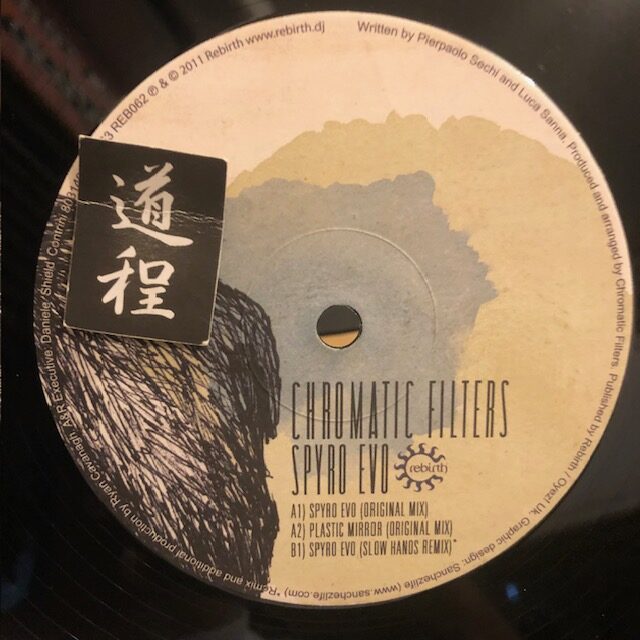 REB062 ℗ & © 2011 Rebirth www.rebirth.dj
Written by Pierpaolo Sechi and Luca Sanna, Produced and arranged by Chromatic Filters. Published by Rebirth / Oyez! Uk. Graphic design: Sanchezlife (www.sanchezlife.com)
*Remix and additional production by Ryan Cavanagh. A&R Executive: Daniele "Shield" Contrini
道
程
CHROMATIC FILTERS
SPYRO EVO
rebirth
A1) SPYRO EVO (ORIGINAL MIX)
A2) PLASTIC MIRROR (ORIGINAL MIX)
B1) SPYRO EVO (SLOW HANDS REMIX)*